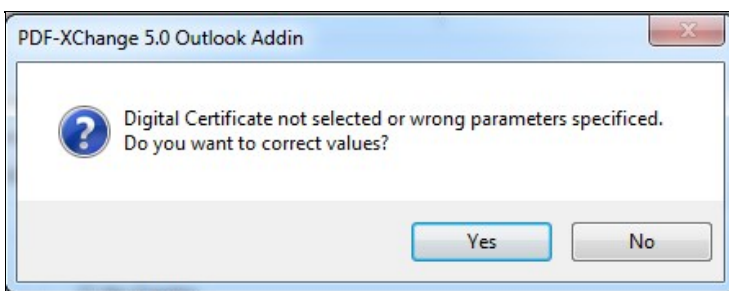 PDF-XChange 5.0 Outlook Addin
Digital Certificate not selected or wrong parameters specificed.
Do you want to correct values?
Yes No